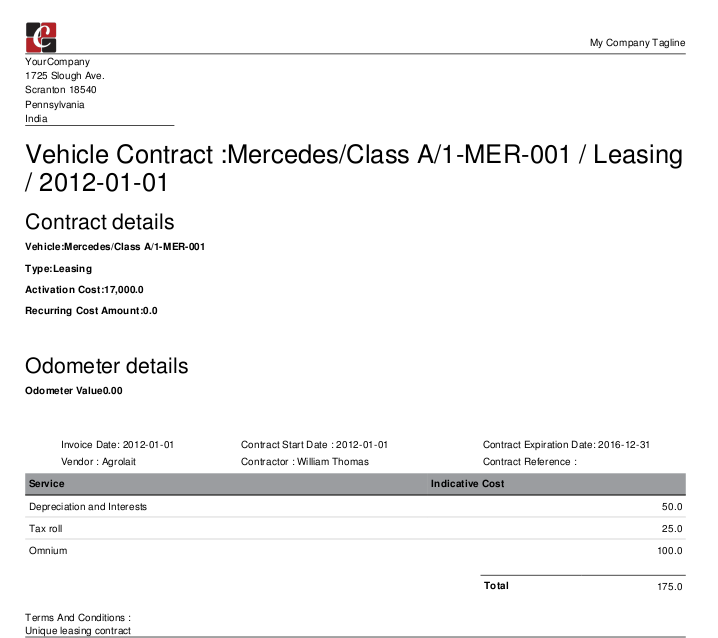 C
My Company Tagline
YourCompany
1725 Slough Ave.
Scranton 18540
Pennsylvania
India
Vehicle Contract :Mercedes/Class A/1-MER-001 / Leasing
/ 2012-01-01
Contract details
Vehicle:Mercedes/Class A/1-MER-001
Type:Leasing
Activation Cost:17,000.0
Recurring Cost Amount:0.0
Odometer details
Odometer Value0.00
Invoice Date: 2012-01-01 Contract Start Date : 2012-01-01 Contract Expiration Date: 2016-12-31
Vendor : Agrolait Contractor : William Thomas Contract Reference :
Service Indicative Cost
Depreciation and Interests 50.0
Tax roll 25.0
Omnium 100.0
Total 175.0
Terms And Conditions :
Unique leasing contract